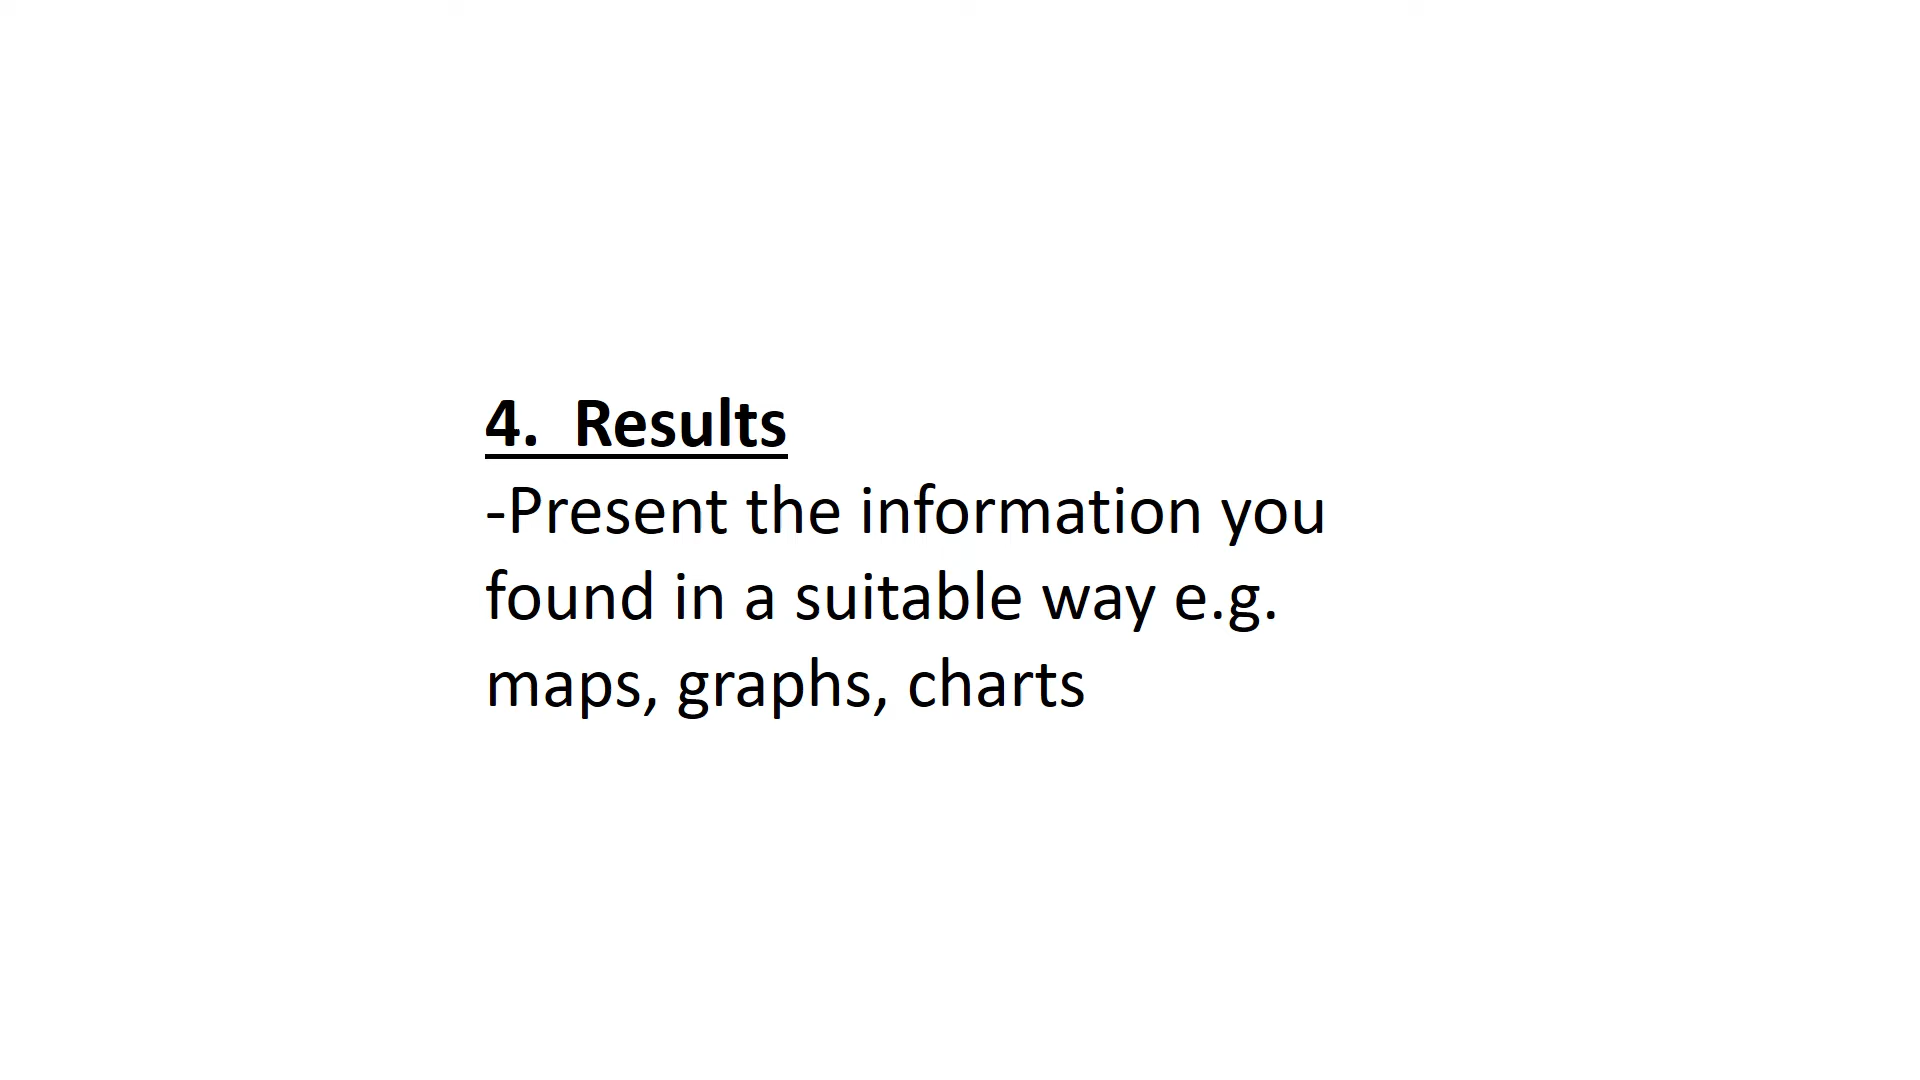 4.  Results
-Present the information you
found in a suitable way e.g.
maps, graphs, charts